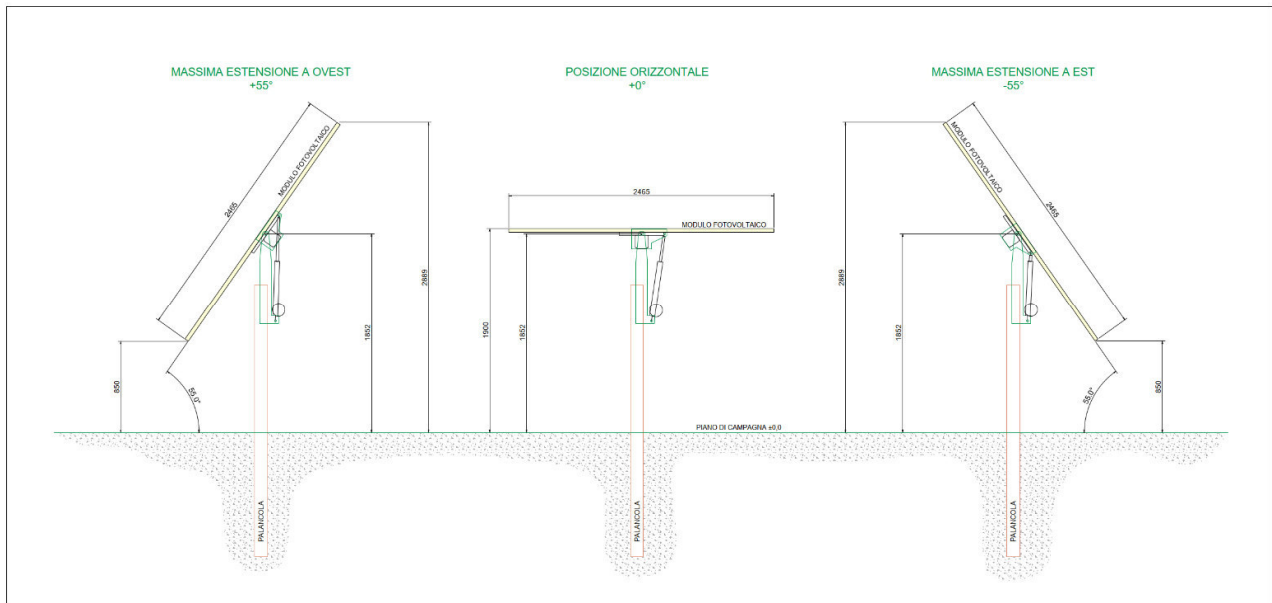 MASSIMA ESTENSIONE A OVEST
+55°
2465
MODULO FOTOVOLTAICO
2889
1852
850
55.0°
PALANCOLA
POSIZIONE ORIZZONTALE
+0°
2465
MODULO FOTOVOLTAICO
1900
1852
PIANO DI CAMPAGNA ±0,0
PALANCOLA
MASSIMA ESTENSIONE A EST
-55°
MODULO FOTOVOLTAICO
2465
2889
1852
850
55.0°
PALANCOLA